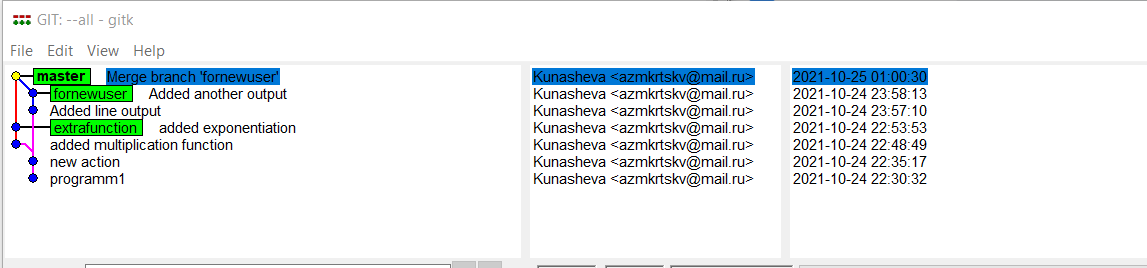 GIT: --all - gitk
File Edit View Help
master Merge branch 'fornewuser' Kunasheva <azmkrtskv@mail.ru> 2021-10-25 01:00:30
fornewuser Added another output Kunasheva <azmkrtskv@mail.ru> 2021-10-24 23:58:13
Added line output Kunasheva <azmkrtskv@mail.ru> 2021-10-24 23:57:10
extrafunction added exponentiation Kunasheva <azmkrtskv@mail.ru> 2021-10-24 22:53:53
added multiplication function Kunasheva <azmkrtskv@mail.ru> 2021-10-24 22:48:49
new action Kunasheva <azmkrtskv@mail.ru> 2021-10-24 22:35:17
programm1 Kunasheva <azmkrtskv@mail.ru> 2021-10-24 22:30:32